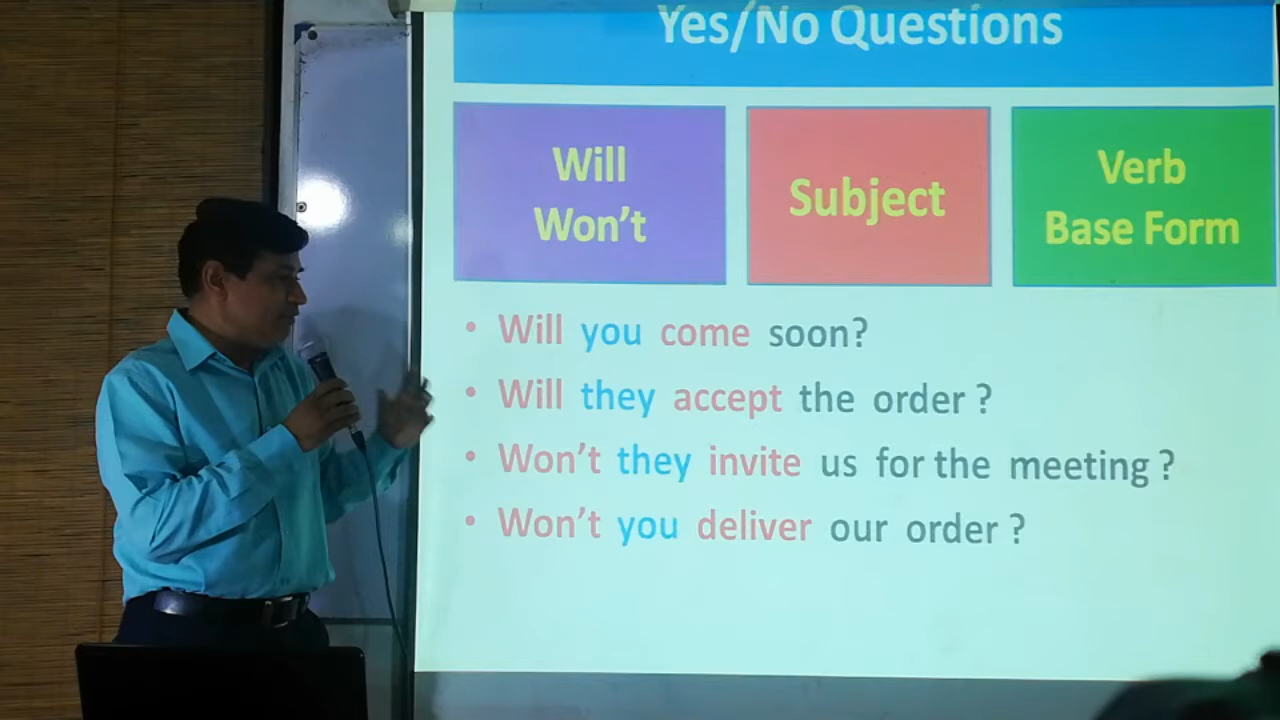 Yes/No Questions
Will
Won't
Subject
Verb
Base Form
• Will you come soon?
• Will they accept the order ?
• Won't they invite us for the meeting ?
• Won't you deliver our order ?